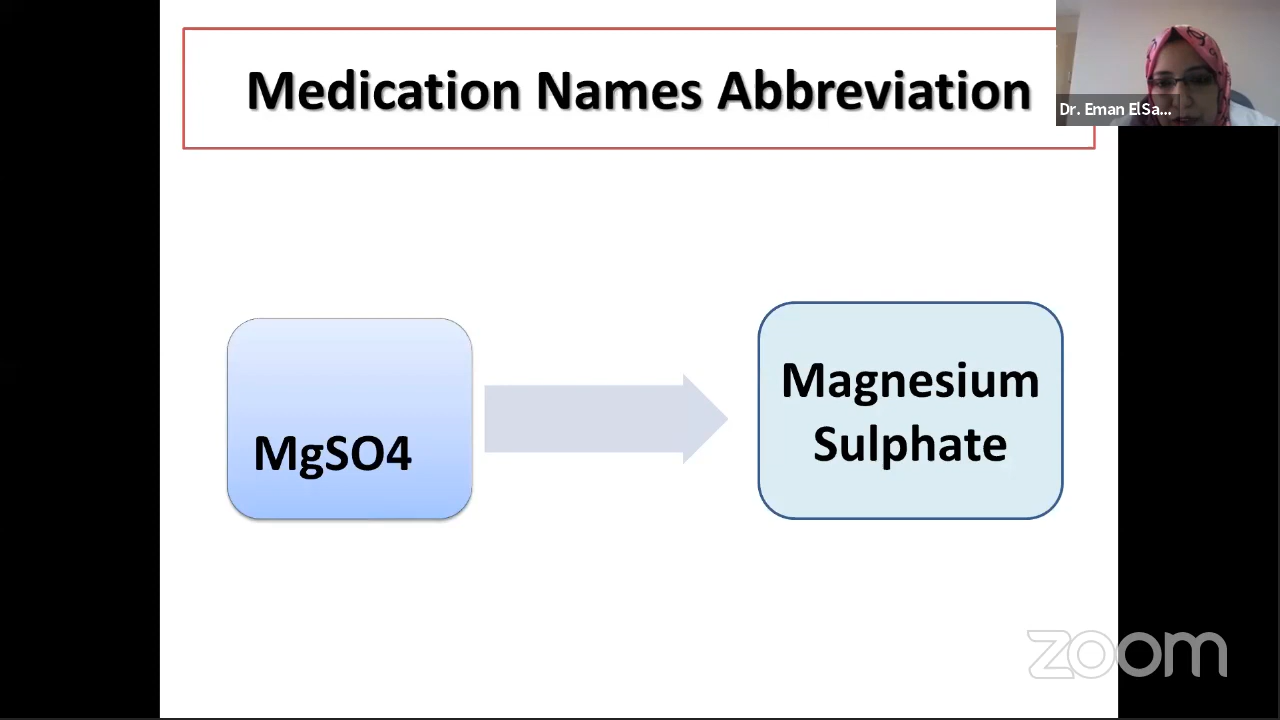 Medication Names Abbreviation
Dr. Eman ElSa...
MgSO4
Magnesium
Sulphate
zoom